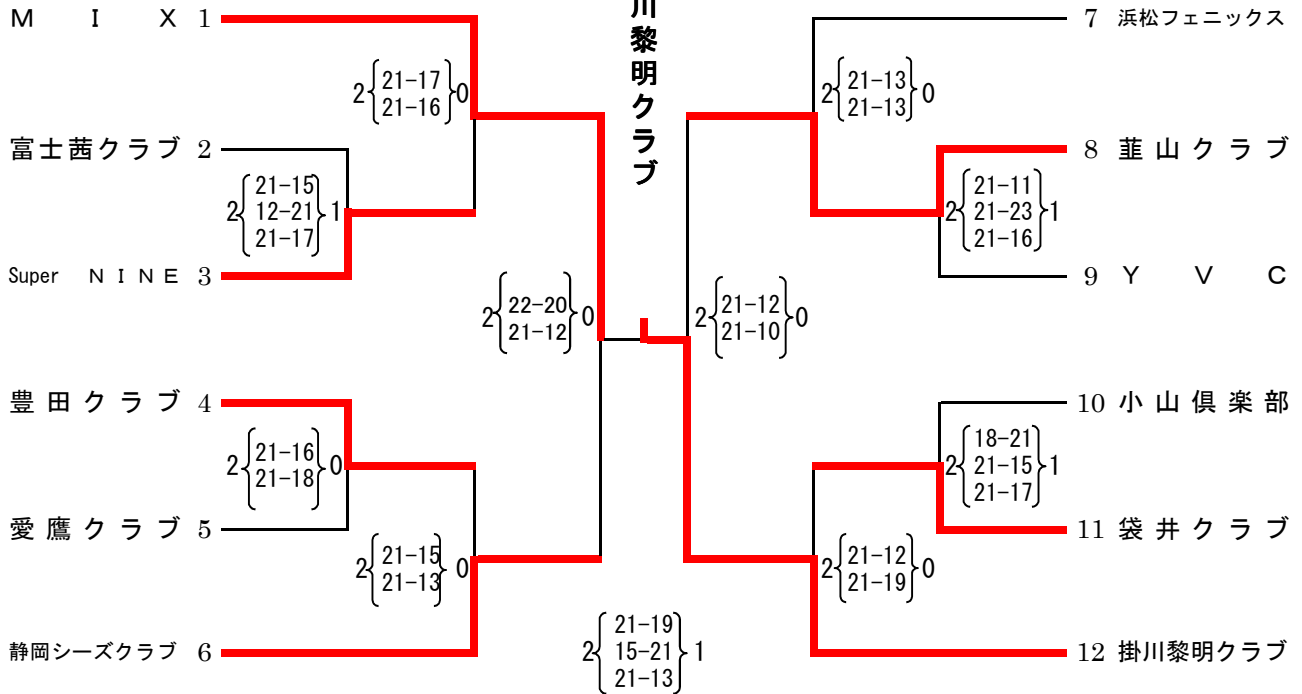 川黎明クラブ
M I X 1
2 21-17 0
21-16
富士茜クラブ 2
21-15
2 12-21 1
21-17
Super NINE 3
2 22-20 0
21-12
豊田クラブ 4
2 21-16 0
21-18
愛鷹クラブ 5
2 21-15 0
21-13
静岡シーズクラブ 6
21-19
2 15-21 1
21-13
7 浜松フェニックス
2 21-13 0
21-13
8 韮山クラブ
21-11
2 21-23 1
21-16
9 Y V C
2 21-12 0
21-10
10 小山倶楽部
18-21
2 21-15 1
21-17
11 袋井クラブ
2 21-12 0
21-19
12 掛川黎明クラブ